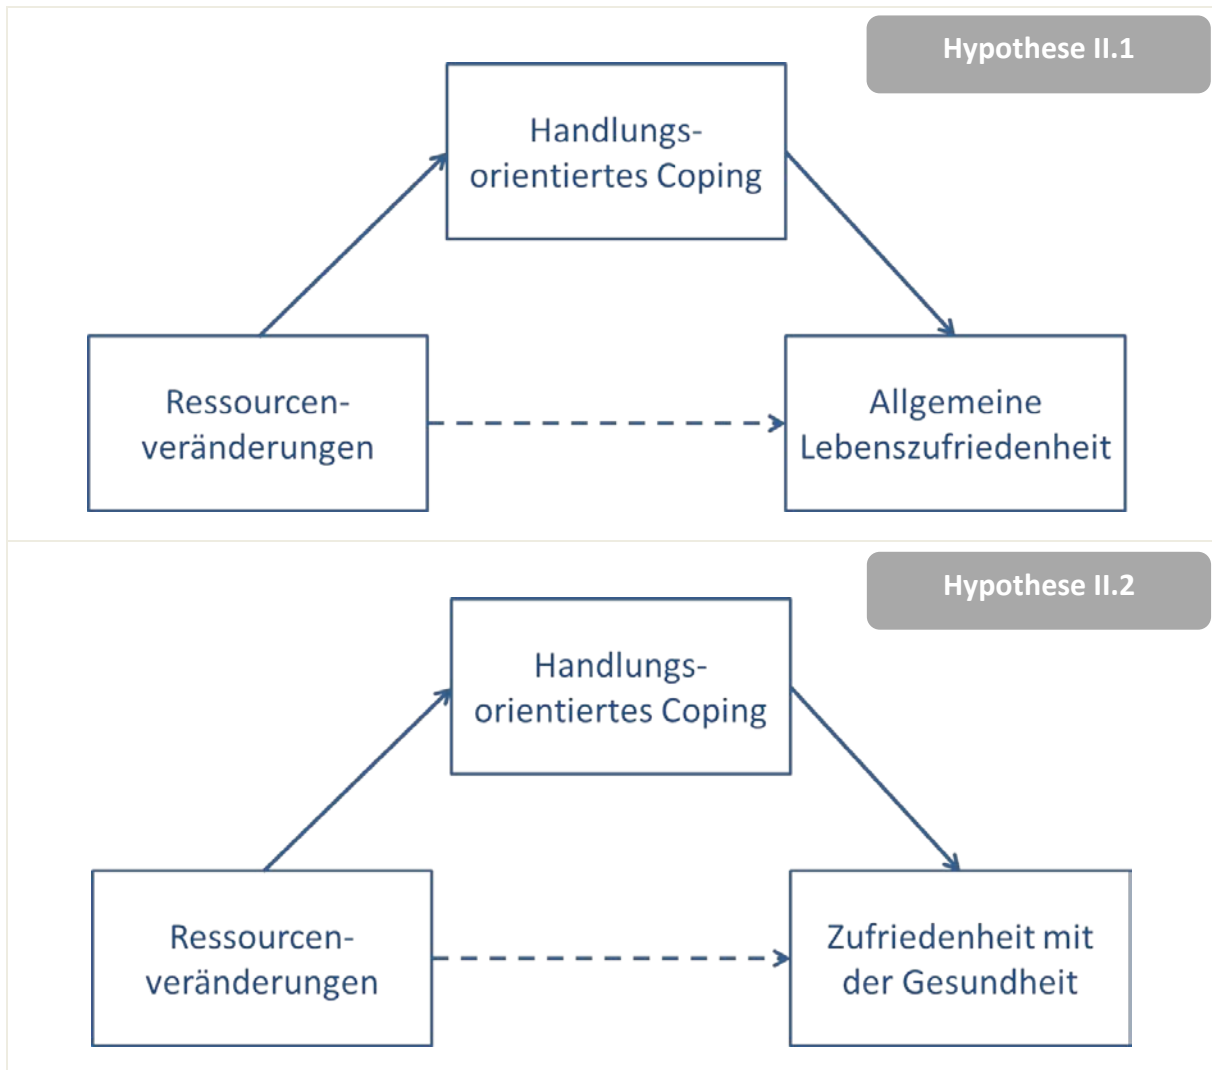 Hypothese II.1
Handlungs-
orientiertes Coping
Ressourcen-
veränderungen
Allgemeine
Lebenszufriedenheit
Hypothese II.2
Handlungs-
orientiertes Coping
Ressourcen-
veränderungen
Zufriedenheit mit
der Gesundheit